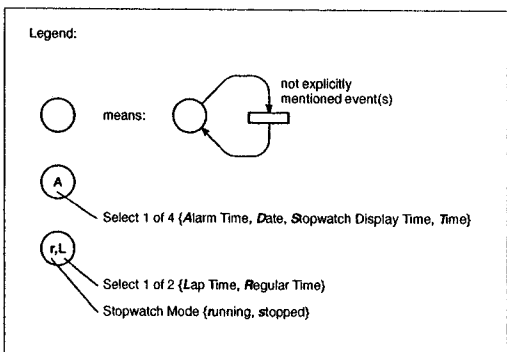 Legend:
means:
not explicitly
mentioned event(s)
A
Select 1 of 4 {Alarm Time, Date, Stopwatch Display Time, Time}
r,L
Select 1 of 2 {Lap Time, Regular Time}
Stopwatch Mode {running, stopped}